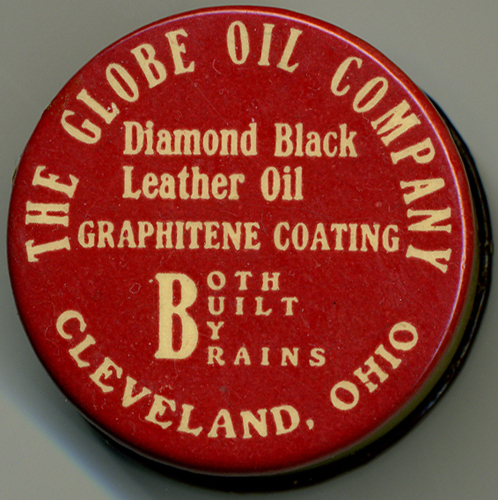 THE GLOBE OIL COMPANY
Diamond Black
Leather Oil
GRAPHITENE COATING
BOTH
BUILT
BY
BRAINS
CLEVELAND, OHIO